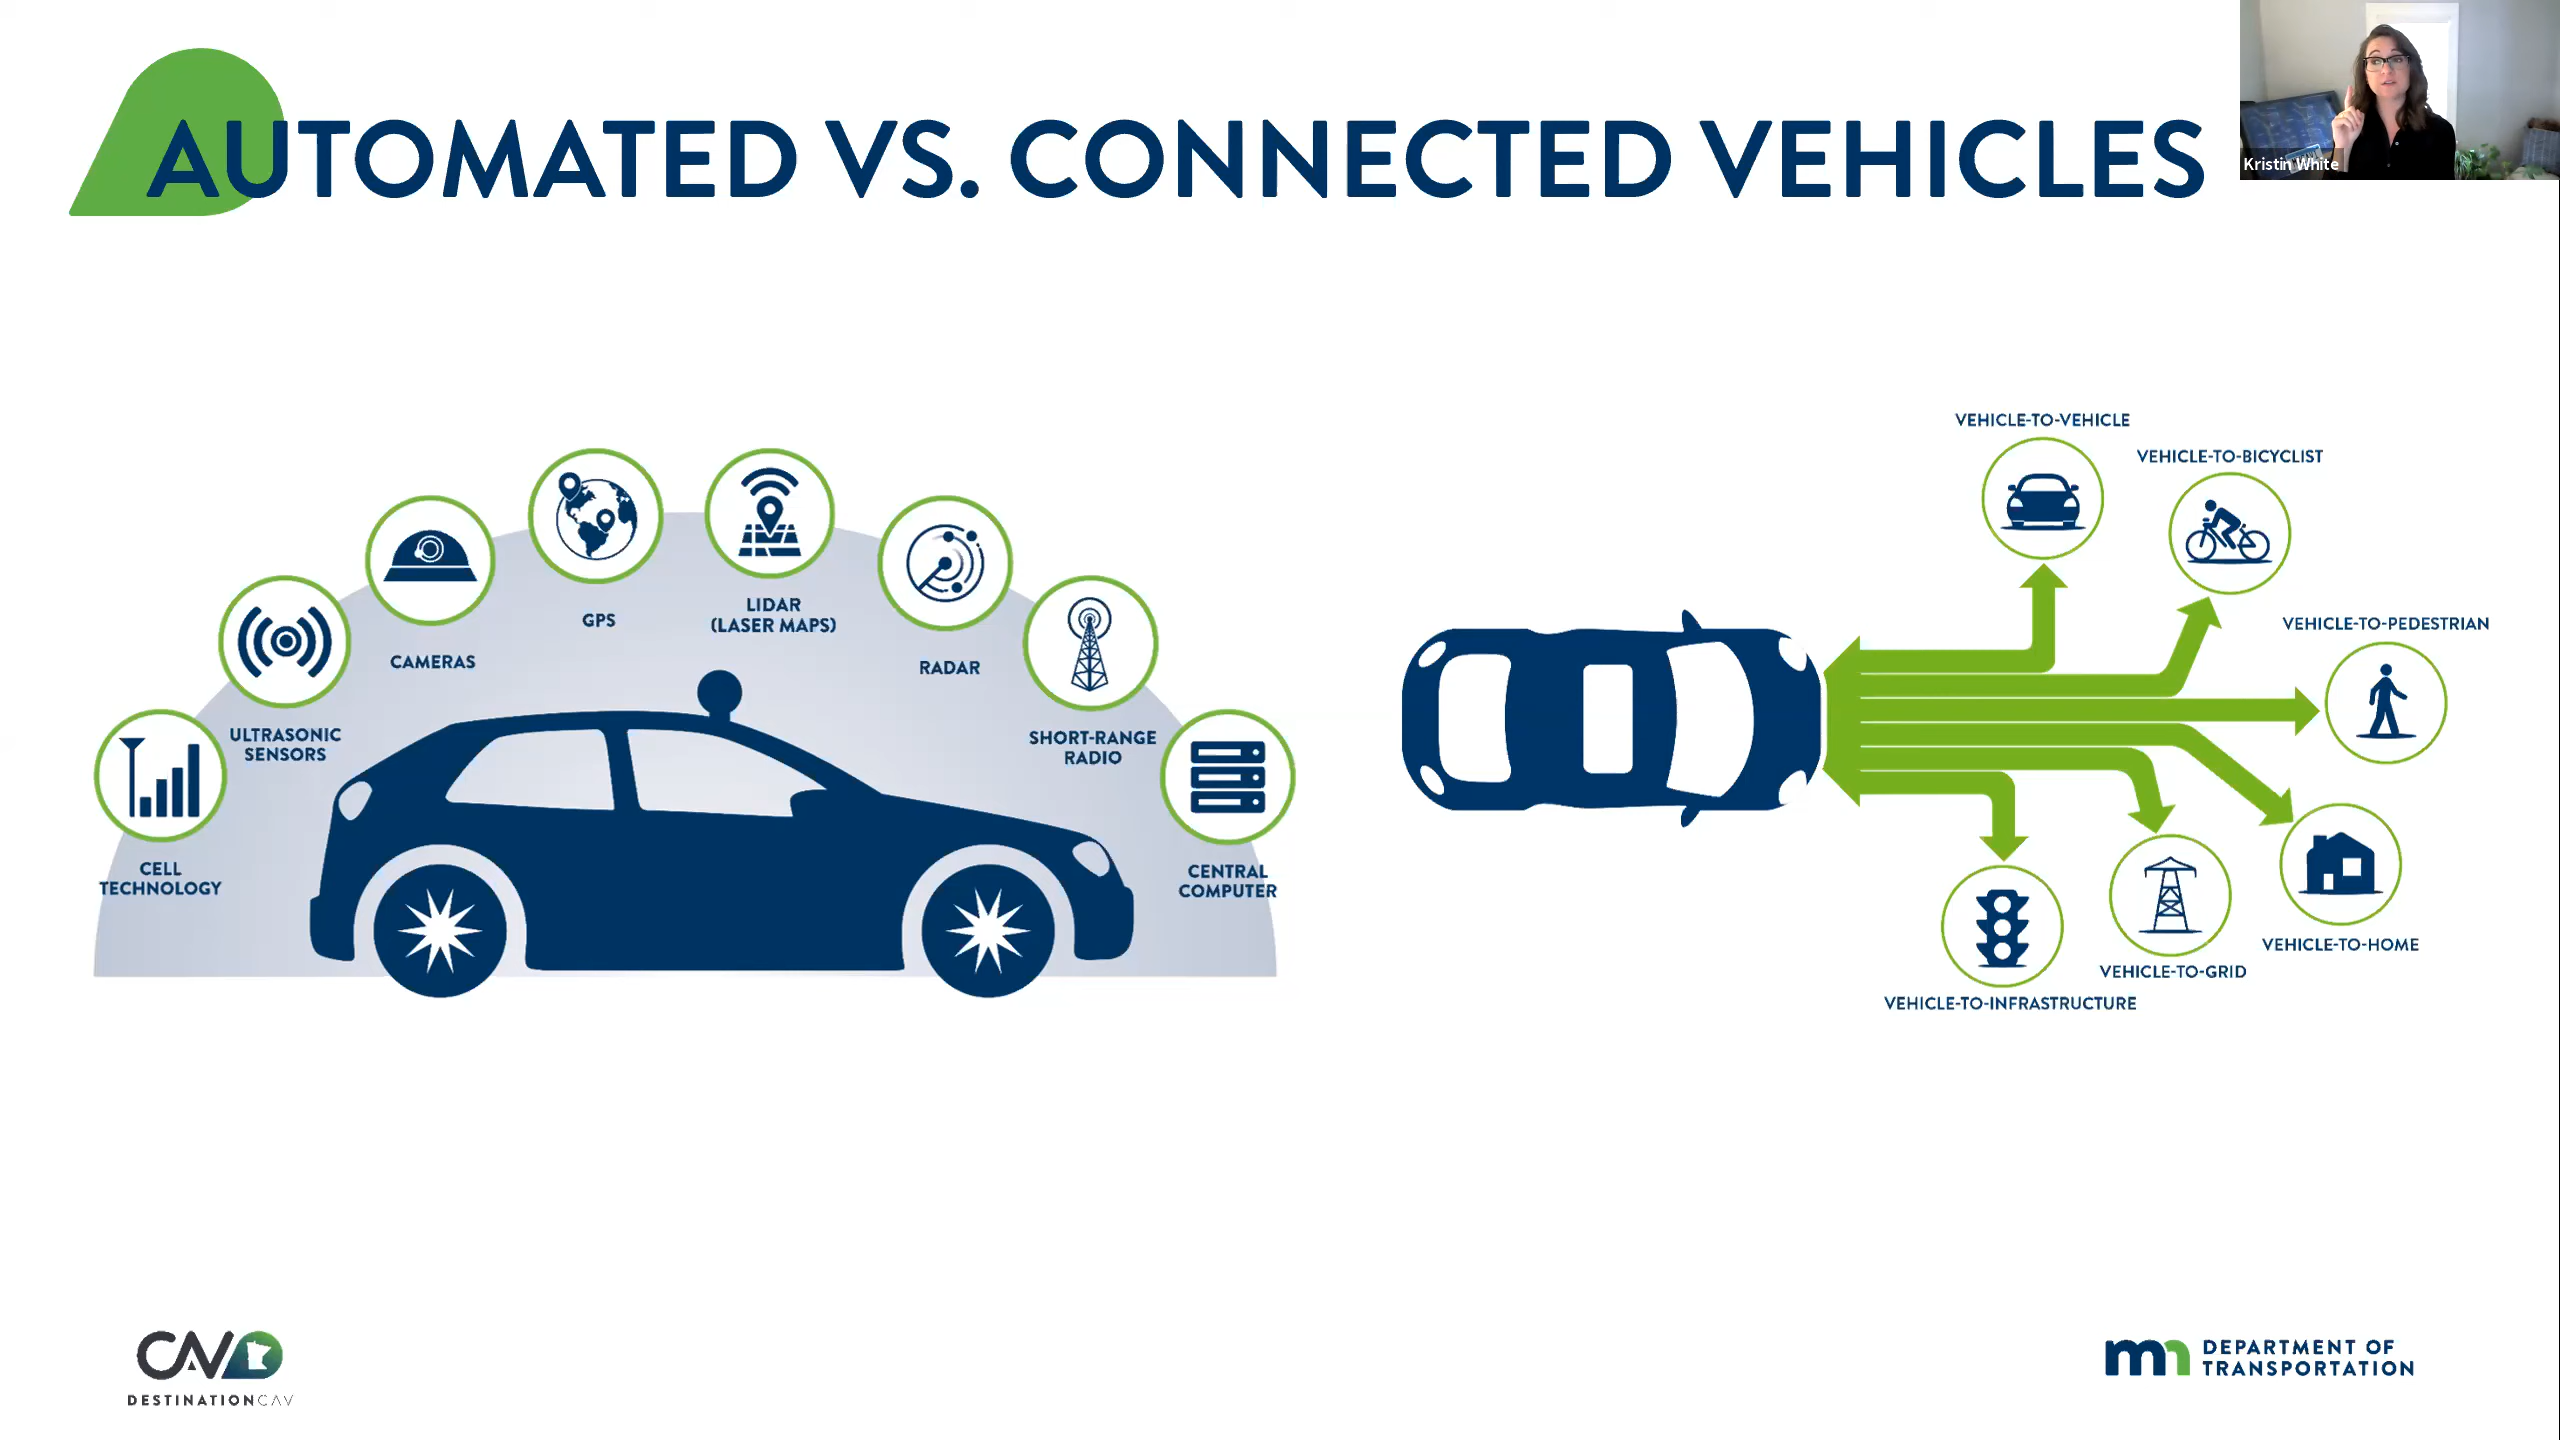 AUTOMATED VS. CONNECTED VEHICLES
Kristin White
CELL
TECHNOLOGY
ULTRASONIC
SENSORS
CAMERAS
GPS
LIDAR
(LASER MAPS)
RADAR
SHORT-RANGE
RADIO
CENTRAL
COMPUTER
VEHICLE-TO-VEHICLE
VEHICLE-TO-BICYCLIST
VEHICLE-TO-PEDESTRIAN
VEHICLE-TO-HOME
VEHICLE-TO-GRID
VEHICLE-TO-INFRASTRUCTURE
CAV
DESTINATIONCAV
mn DEPARTMENT OF
TRANSPORTATION